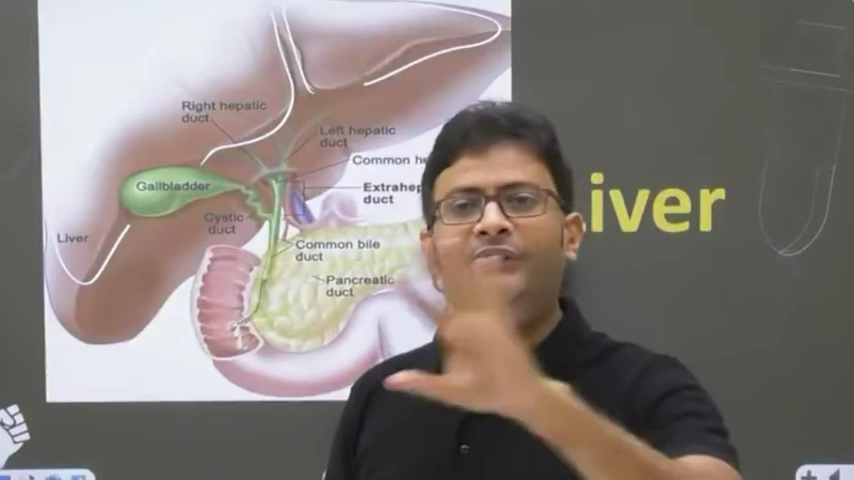 Right hepatic
duct
Left hepatic
duct
Common he
Extrahep
duct
Gallbladder
Cystic
duct
Liver
Common bile
duct
Pancreatic
duct
iver